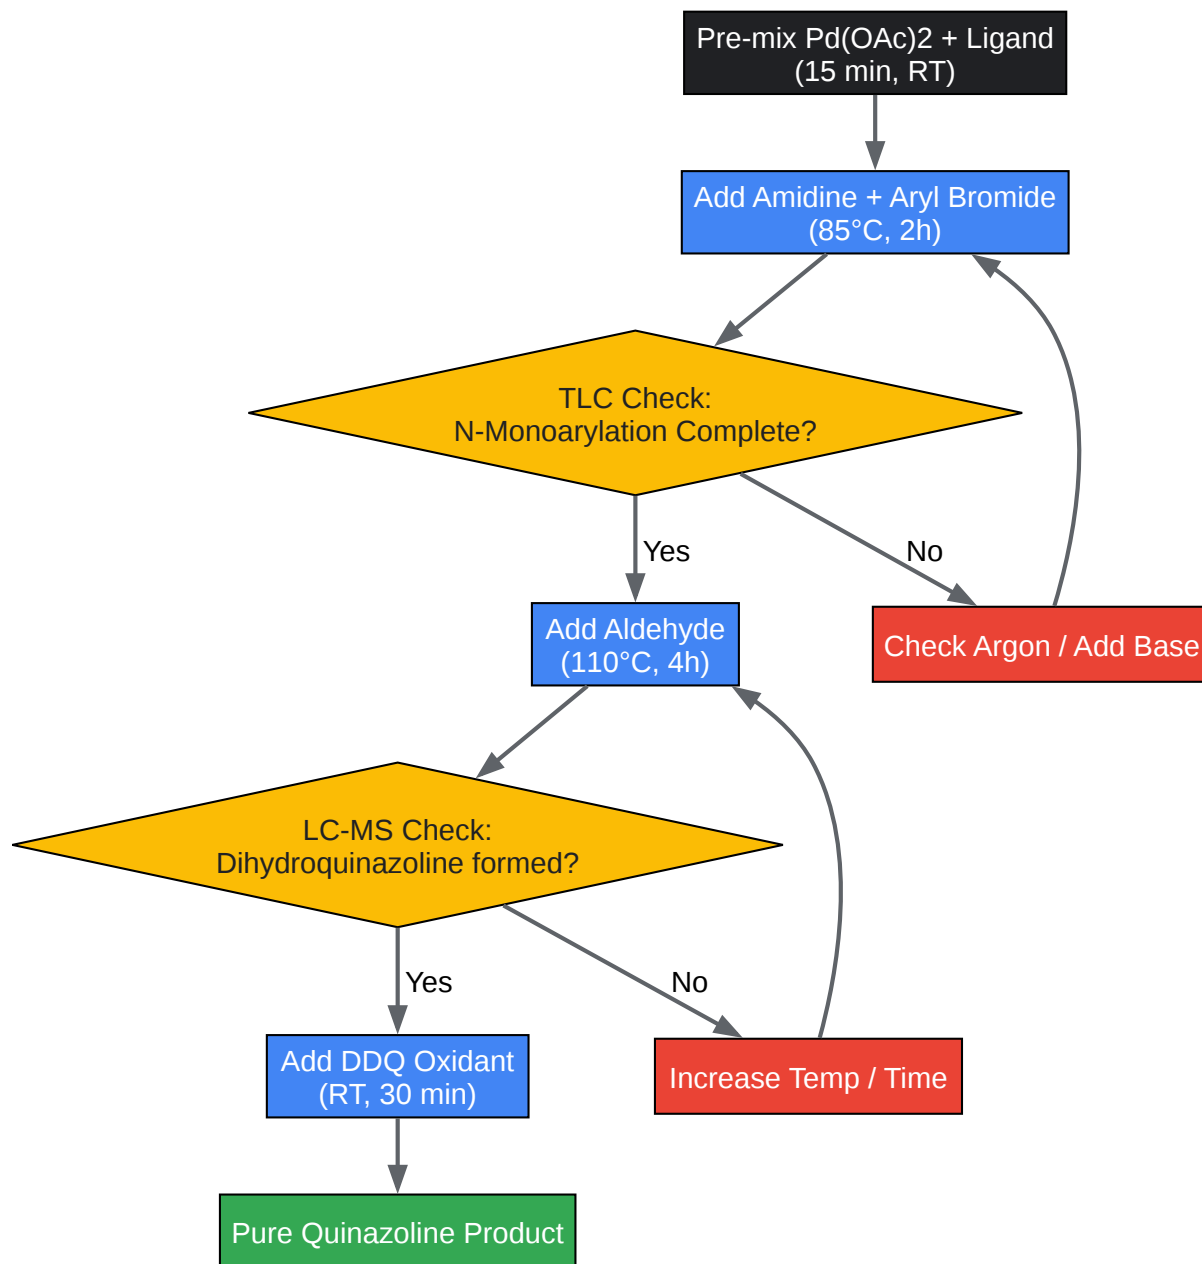 Pre-mix Pd(OAc)2 + Ligand
(15 min, RT)
Add Amidine + Aryl Bromide
(85°C, 2h)
TLC Check:
N-Monoarylation Complete?
Yes
No
Add Aldehyde
(110°C, 4h)
Check Argon / Add Base
LC-MS Check:
Dihydroquinazoline formed?
Yes
No
Add DDQ Oxidant
(RT, 30 min)
Increase Temp / Time
Pure Quinazoline Product